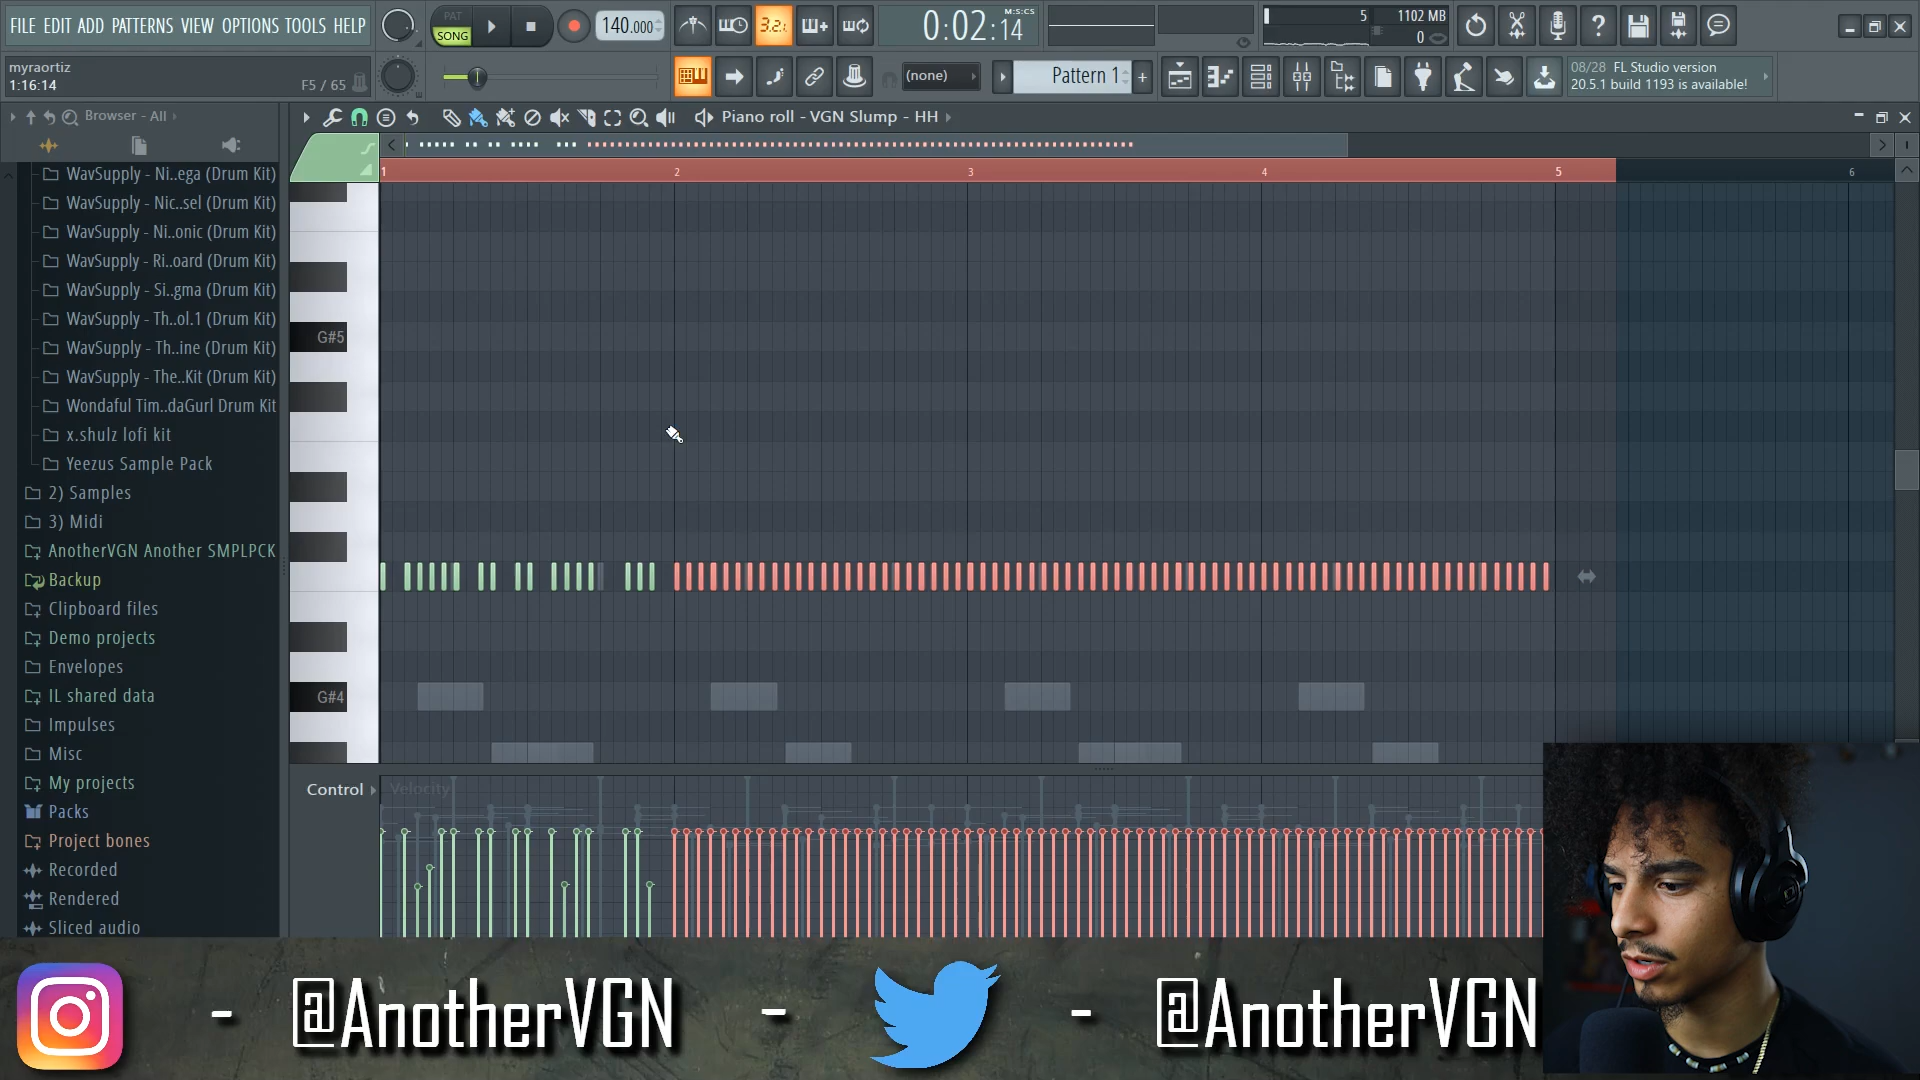 FILE EDIT ADD PATTERNS VIEW OPTIONS TOOLS HELP
PAT
SONG
140.000
3.2.
0:02:14
M:S:CS
5
1102 MB
0
myraortiz
1:16:14
F5 / 65
(none)
Pattern 1
+
08/28 FL Studio version
20.5.1 build 1193 is available!
Browser - All
Piano roll - VGN Slump - HH
1 2 3 4 5 6
WavSupply - Ni..ega (Drum Kit)
WavSupply - Nic..sel (Drum Kit)
WavSupply - Ni..onic (Drum Kit)
WavSupply - Ri..oard (Drum Kit)
WavSupply - Si..gma (Drum Kit)
WavSupply - Th..ol.1 (Drum Kit)
WavSupply - Th..ine (Drum Kit)
WavSupply - The..Kit (Drum Kit)
Wondaful Tim..daGurl Drum Kit
x.shulz lofi kit
Yeezus Sample Pack
2) Samples
3) Midi
AnotherVGN Another SMPLPCK
Backup
Clipboard files
Demo projects
Envelopes
IL shared data
Impulses
Misc
My projects
Packs
Project bones
Recorded
Rendered
Sliced audio
G#5
G#4
Control
Velocity
- @AnotherVGN - - @AnotherVGN